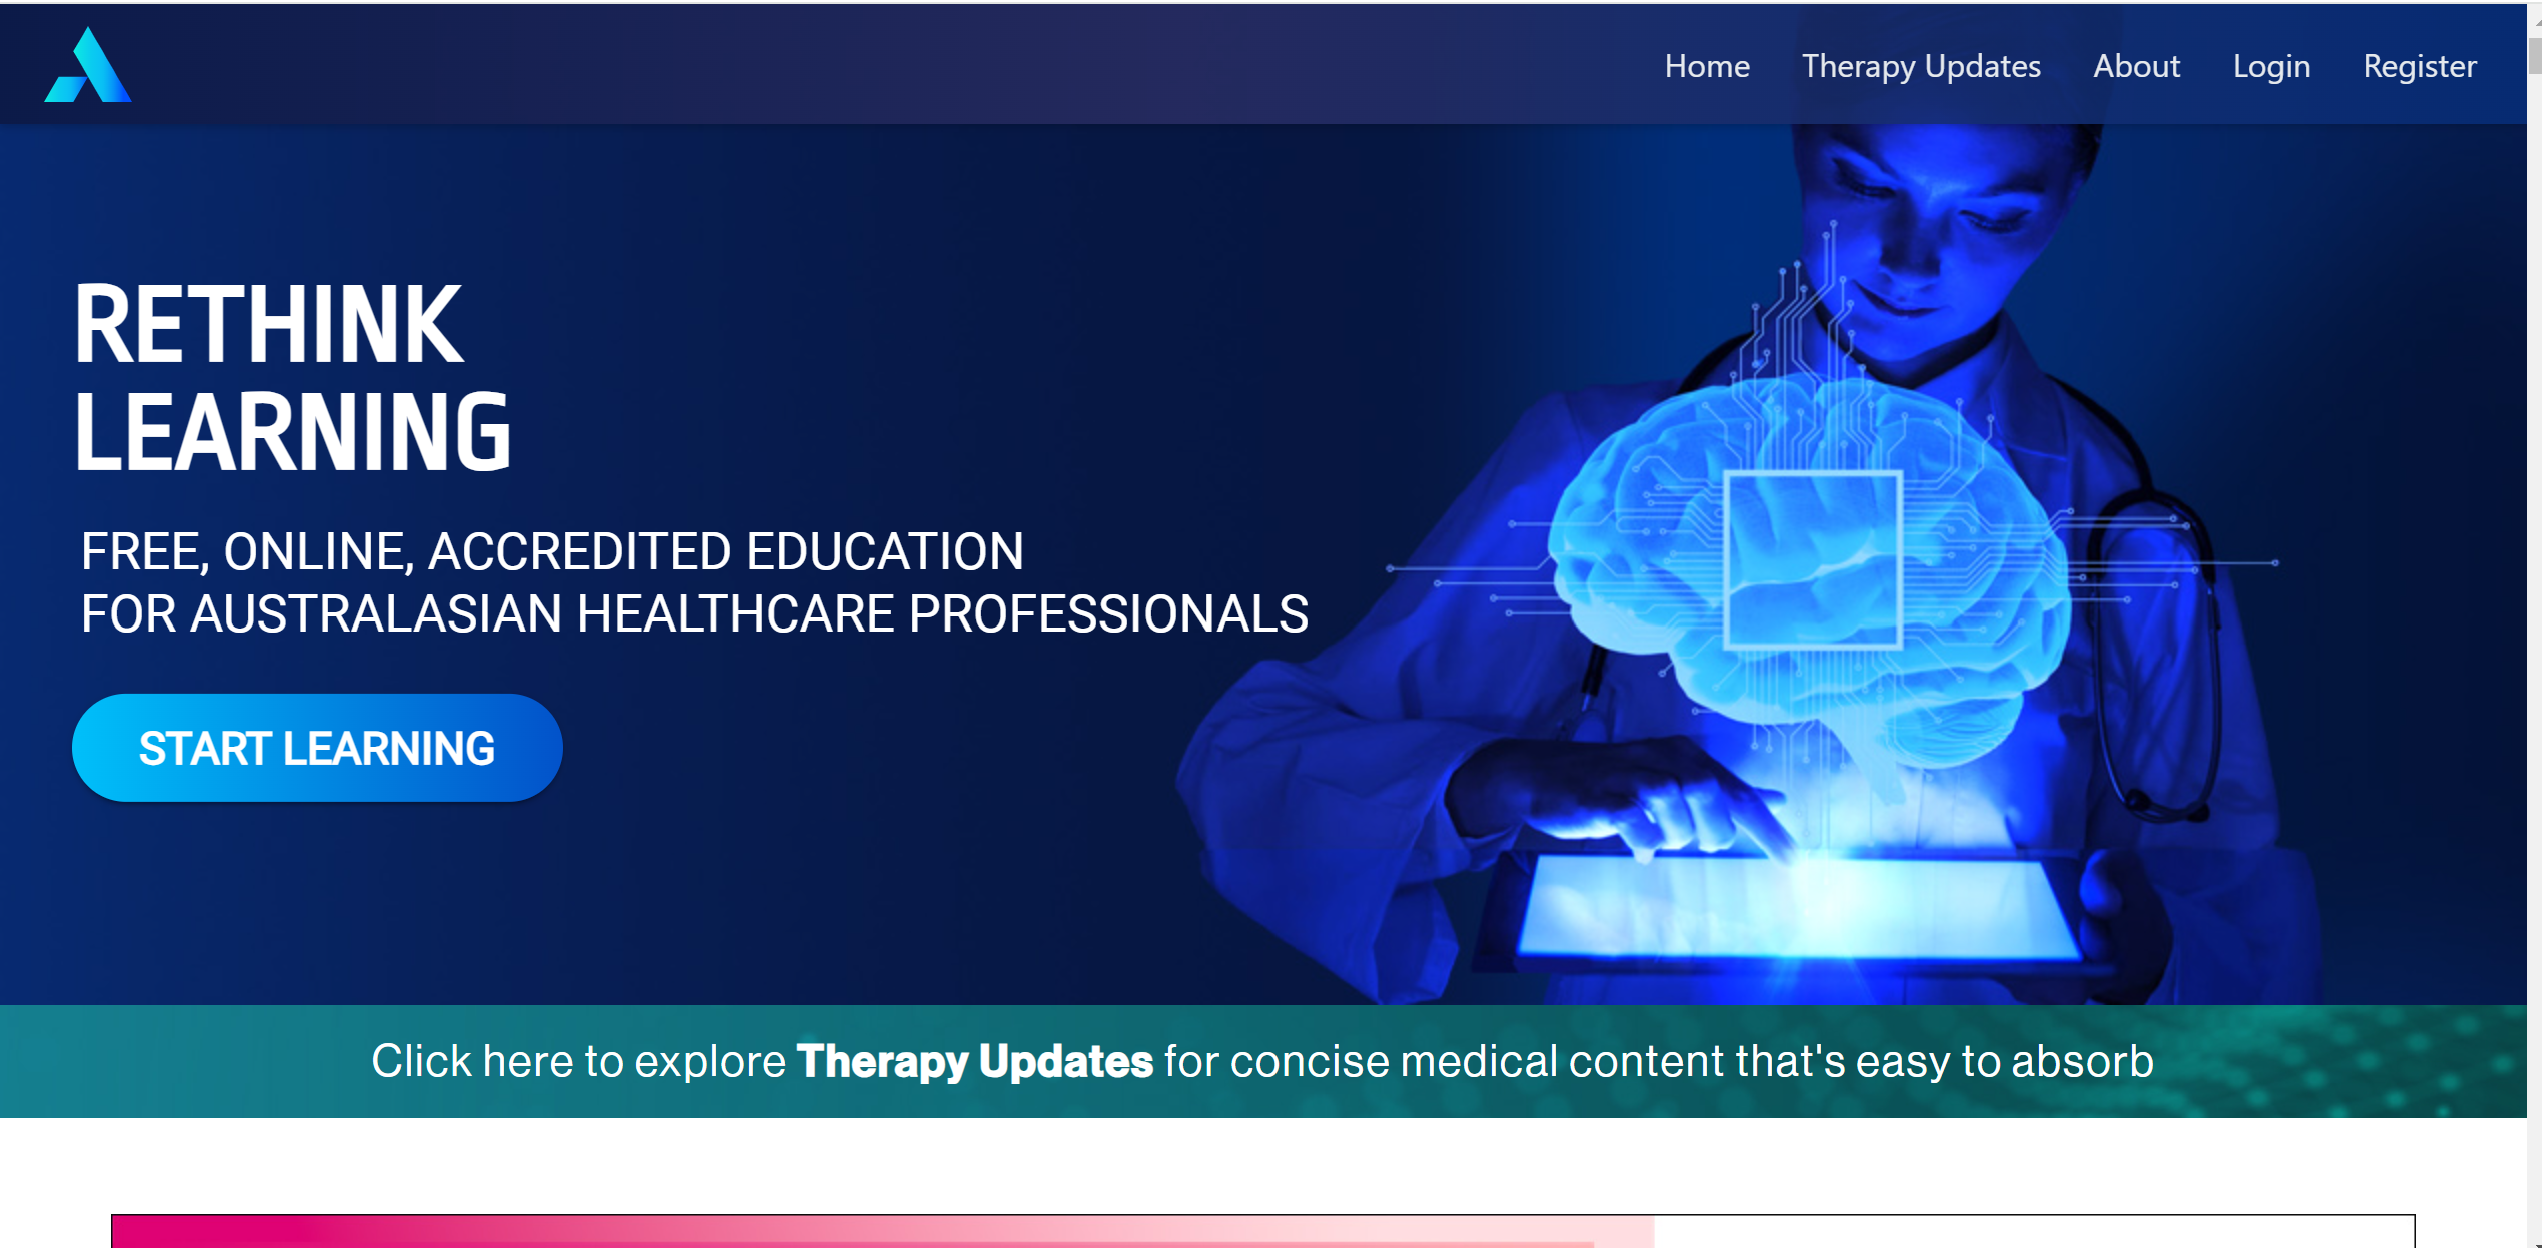 Home Therapy Updates About Login Register
RETHINK
LEARNING
FREE, ONLINE, ACCREDITED EDUCATION
FOR AUSTRALASIAN HEALTHCARE PROFESSIONALS
START LEARNING
Click here to explore Therapy Updates for concise medical content that's easy to absorb